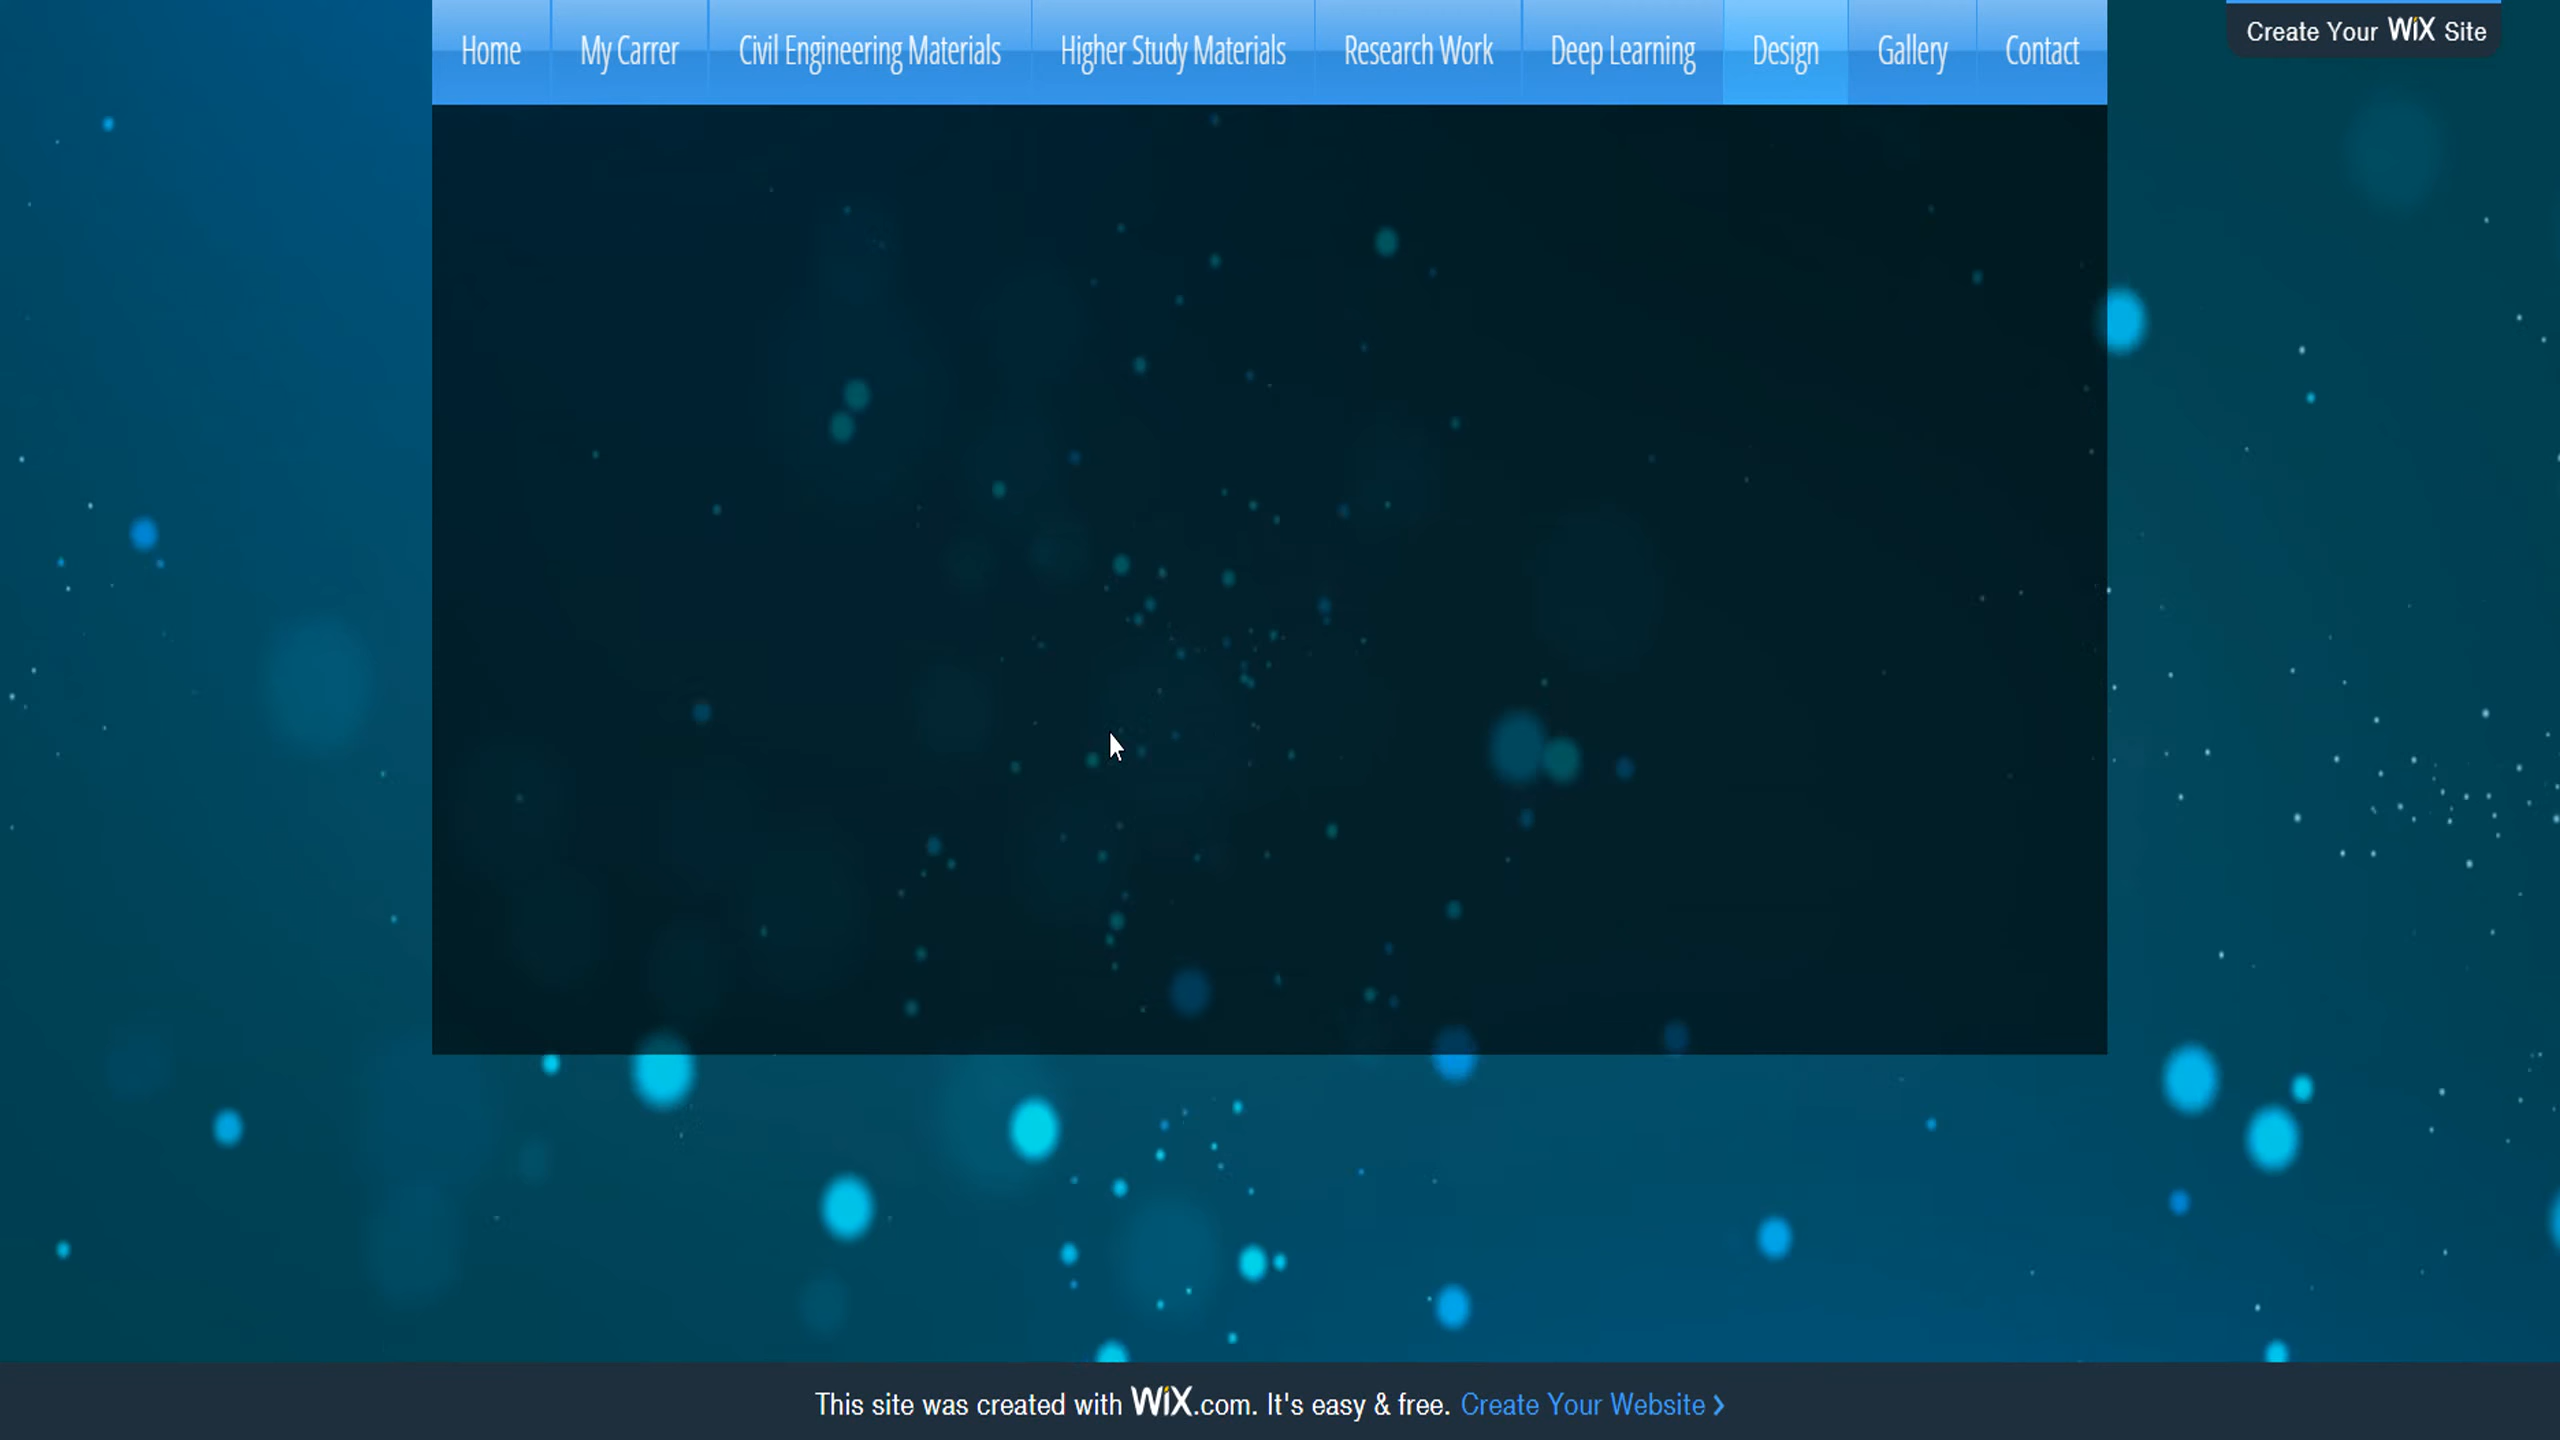 Home My Carrer Civil Engineering Materials Higher Study Materials Research Work Deep Learning Design Gallery Contact
Create Your WiX Site
This site was created with WiX.com. It's easy & free. Create Your Website >